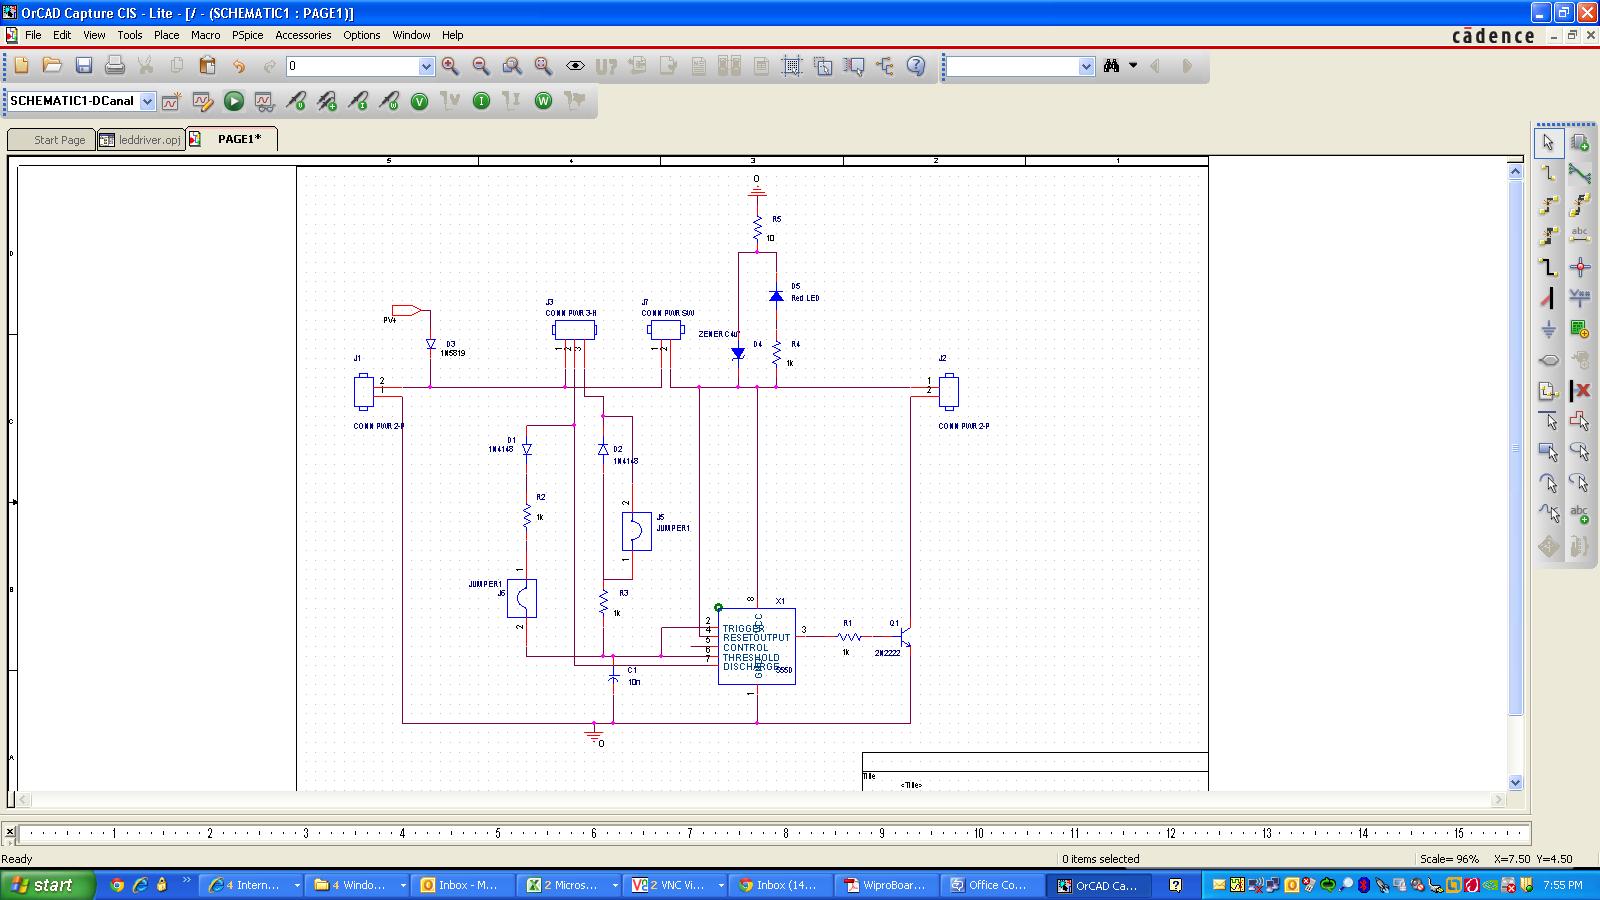 OrCAD Capture CIS - Lite - [/ - (SCHEMATIC1 : PAGE1)]
File Edit View Tools Place Macro PSpice Accessories Options Window Help
cādence
0
U?
SCHEMATIC1-DCanal
V V I I W
Start Page leddriver.opj PAGE1*
5 4 3 2 1
D
C
B
A
0
R5
10
D5
Red LED
J3
CONN PWR 3-H
J7
CONN PWR SW
PV+
D3
1N5819
ZENER C4v
D4
R4
1k
1 2 3
1 2
J1
2
1
CONN PWR 2-P
J2
1
2
CONN PWR 2-P
D1
1N4148
D2
1N4148
R2
1k
2
J5
JUMPER1
1
1
JUMPER1
J6
2
R3
1k
C1
10n
X1
8
VCC
2 TRIGGER
4 RESET OUTPUT 3
5 CONTROL
6 THRESHOLD
7 DISCHARGE
GND
555D
1
R1
1k
Q1
2N2222
0
Title
<Title>
abc
abc
1 2 3 4 5 6 7 8 9 10 11 12 13 14 15
Ready 0 items selected Scale= 96% X=7.50 Y=4.50
start 4 Intern... 4 Windo... Inbox - M... 2 Micros... 2 VNC Vi... Inbox (14... WiproBoar... Office Co... OrCAD Ca... 7:55 PM